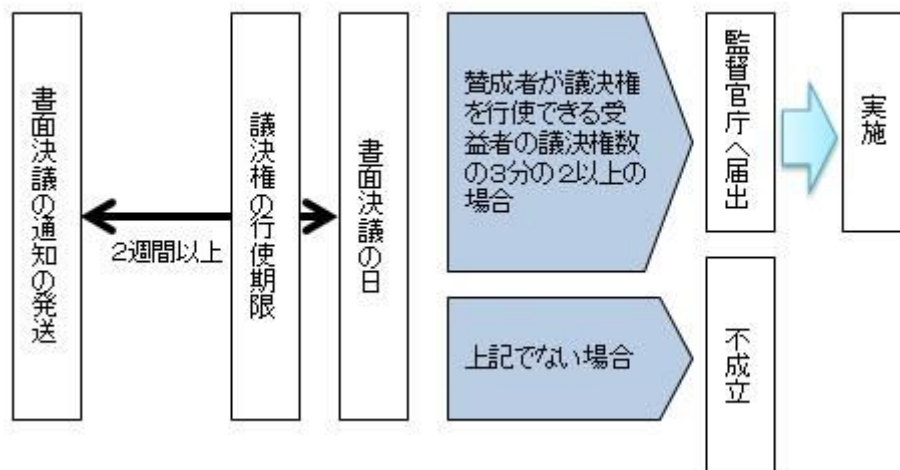 書面決議の通知の発送
2週間以上
議決権の行使期限
書面決議の日
賛成者が議決権
を行使できる受
益者の議決権数
の3分の2以上の
場合
監督官庁へ届出
実施
上記でない場合
不成立